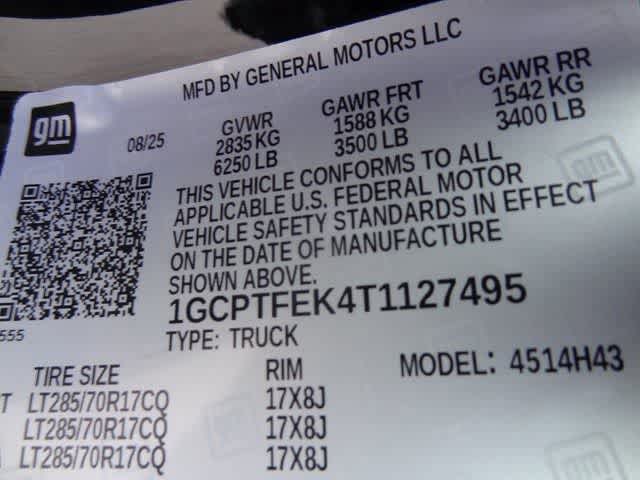 MFD BY GENERAL MOTORS LLC
gm
08/25
GVWR GAWR FRT GAWR RR
2835 KG 1588 KG 1542 KG
6250 LB 3500 LB 3400 LB
THIS VEHICLE CONFORMS TO ALL
APPLICABLE U.S. FEDERAL MOTOR
VEHICLE SAFETY STANDARDS IN EFFECT
ON THE DATE OF MANUFACTURE
SHOWN ABOVE.
1GCPTFEK4T1127495
555
TYPE: TRUCK
TIRE SIZE RIM MODEL: 4514H43
T LT285/70R17CQ 17X8J
LT285/70R17CQ 17X8J
LT285/70R17CQ 17X8J